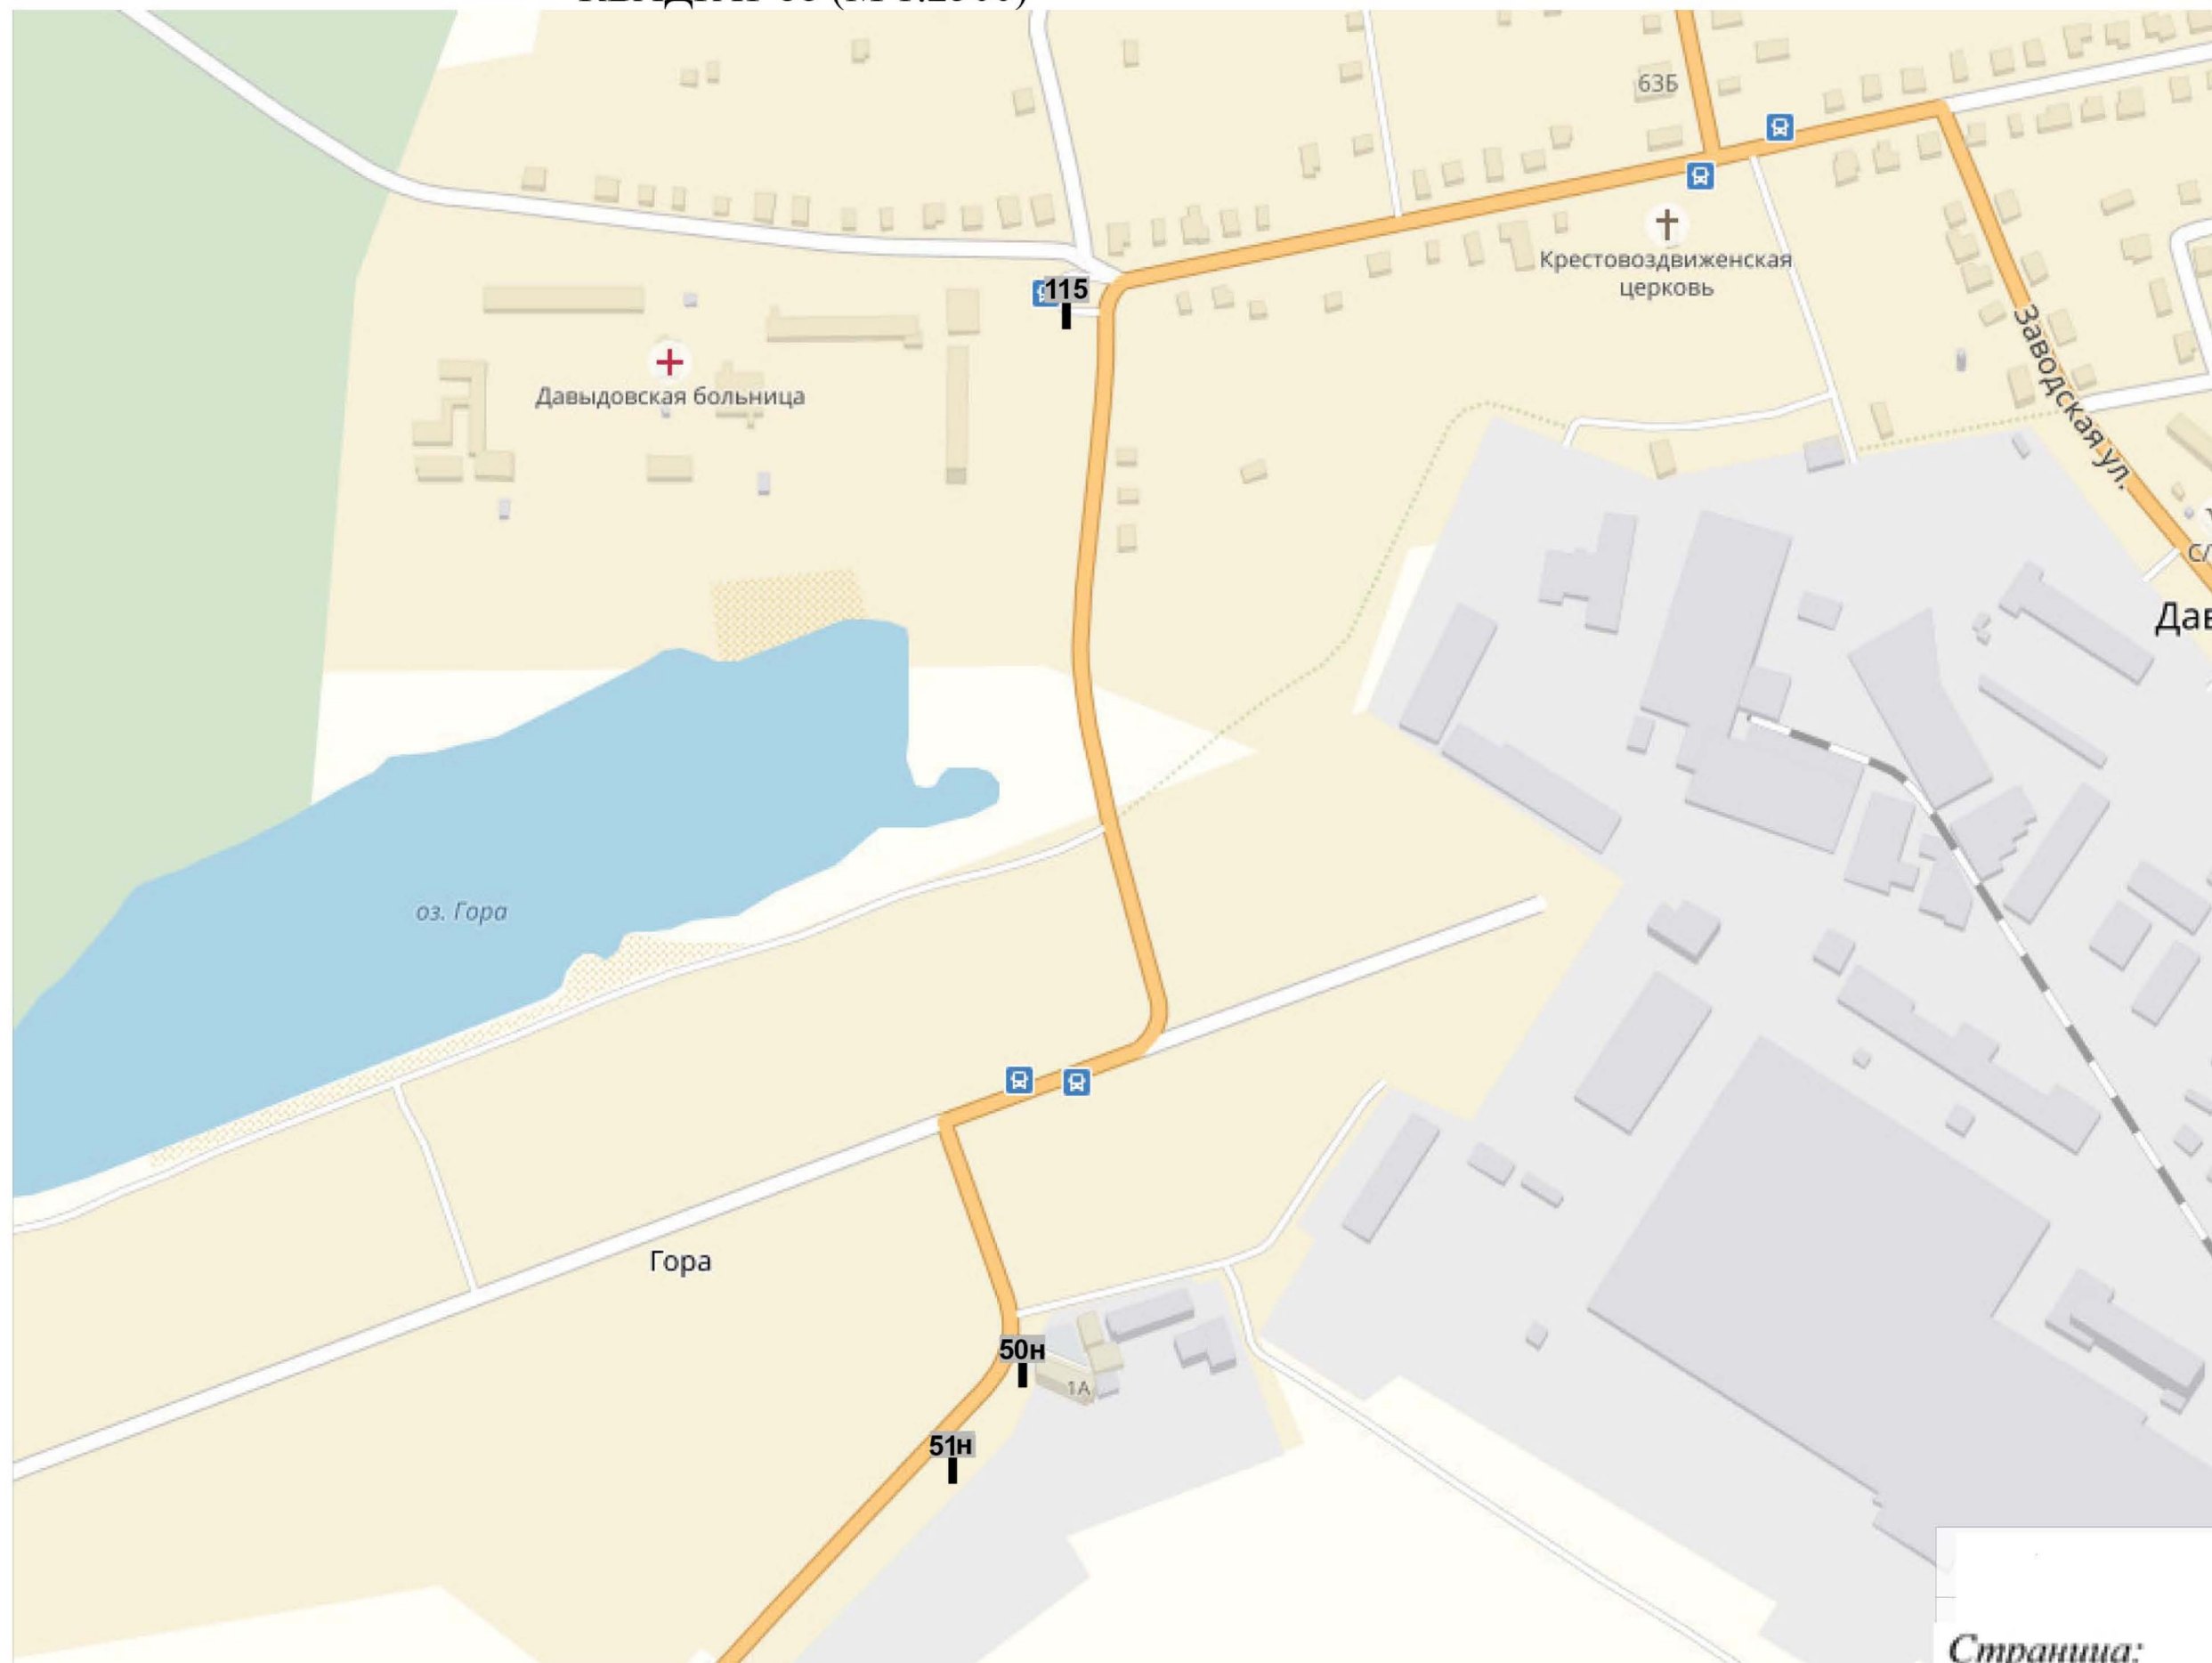 63Б
Крестовоздвиженская
церковь
115
Заводская ул.
Давыдовская больница
оз. Гора
Гора
50н
1А
51н
Страница: